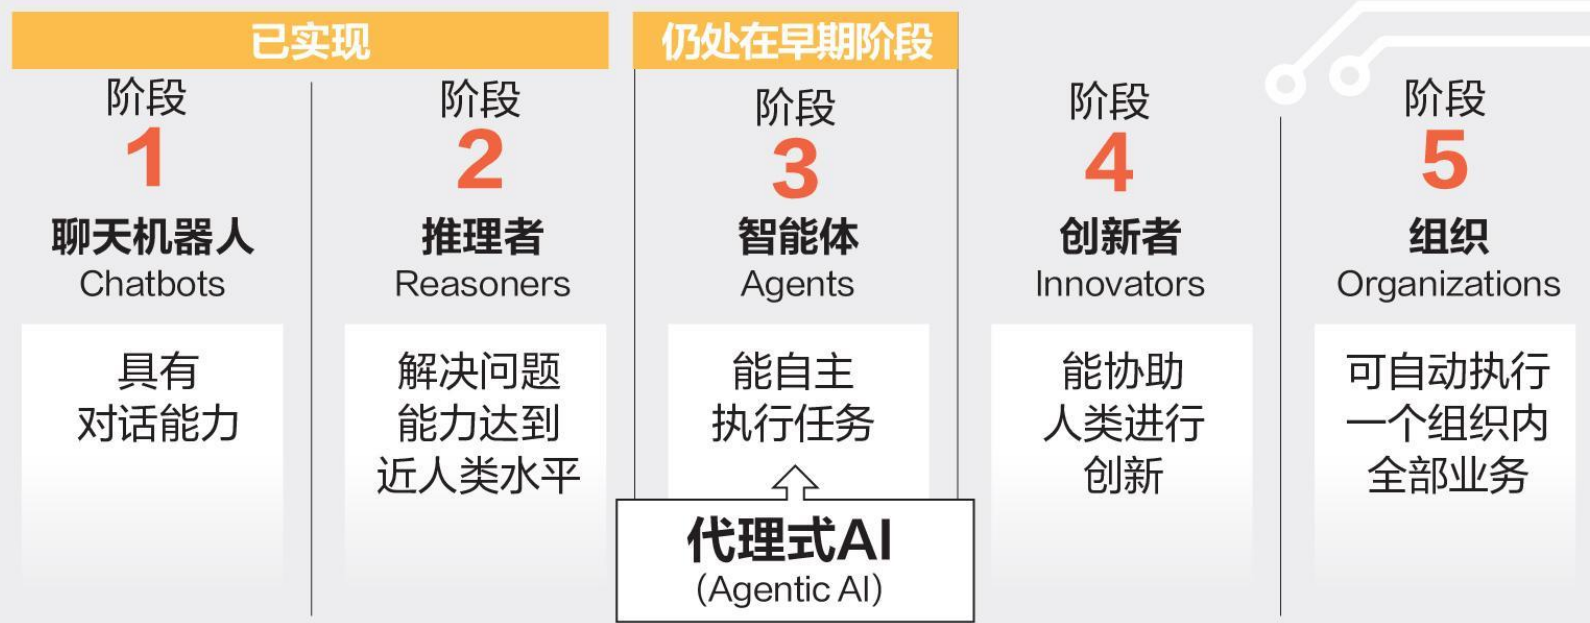 已实现
阶段
1
聊天机器人
Chatbots
具有
对话能力
阶段
2
推理者
Reasoners
解决问题
能力达到
近人类水平
仍处在早期阶段
阶段
3
智能体
Agents
能自主
执行任务
代理式AI
(Agentic AI)
阶段
4
创新者
Innovators
能协助
人类进行
创新
阶段
5
组织
Organizations
可自动执行
一个组织内
全部业务